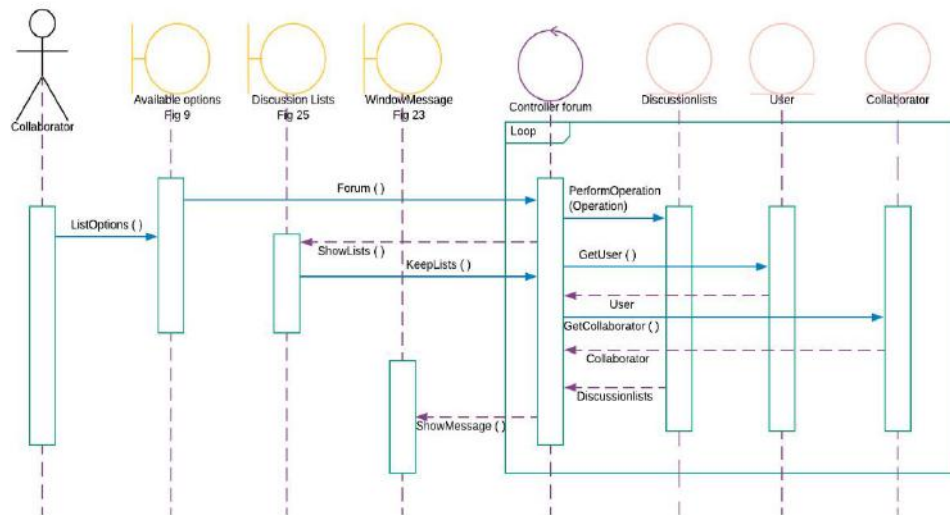 Collaborator
Available options
Fig 9
Discussion Lists
Fig 25
WindowMessage
Fig 23
Controller forum
Discussionlists
User
Collaborator
Loop
Forum ( )
PerformOperation
(Operation)
ListOptions ( )
ShowLists ( )
KeepLists ( )
GetUser ( )
User
GetCollaborator ( )
Collaborator
Discussionlists
ShowMessage ( )